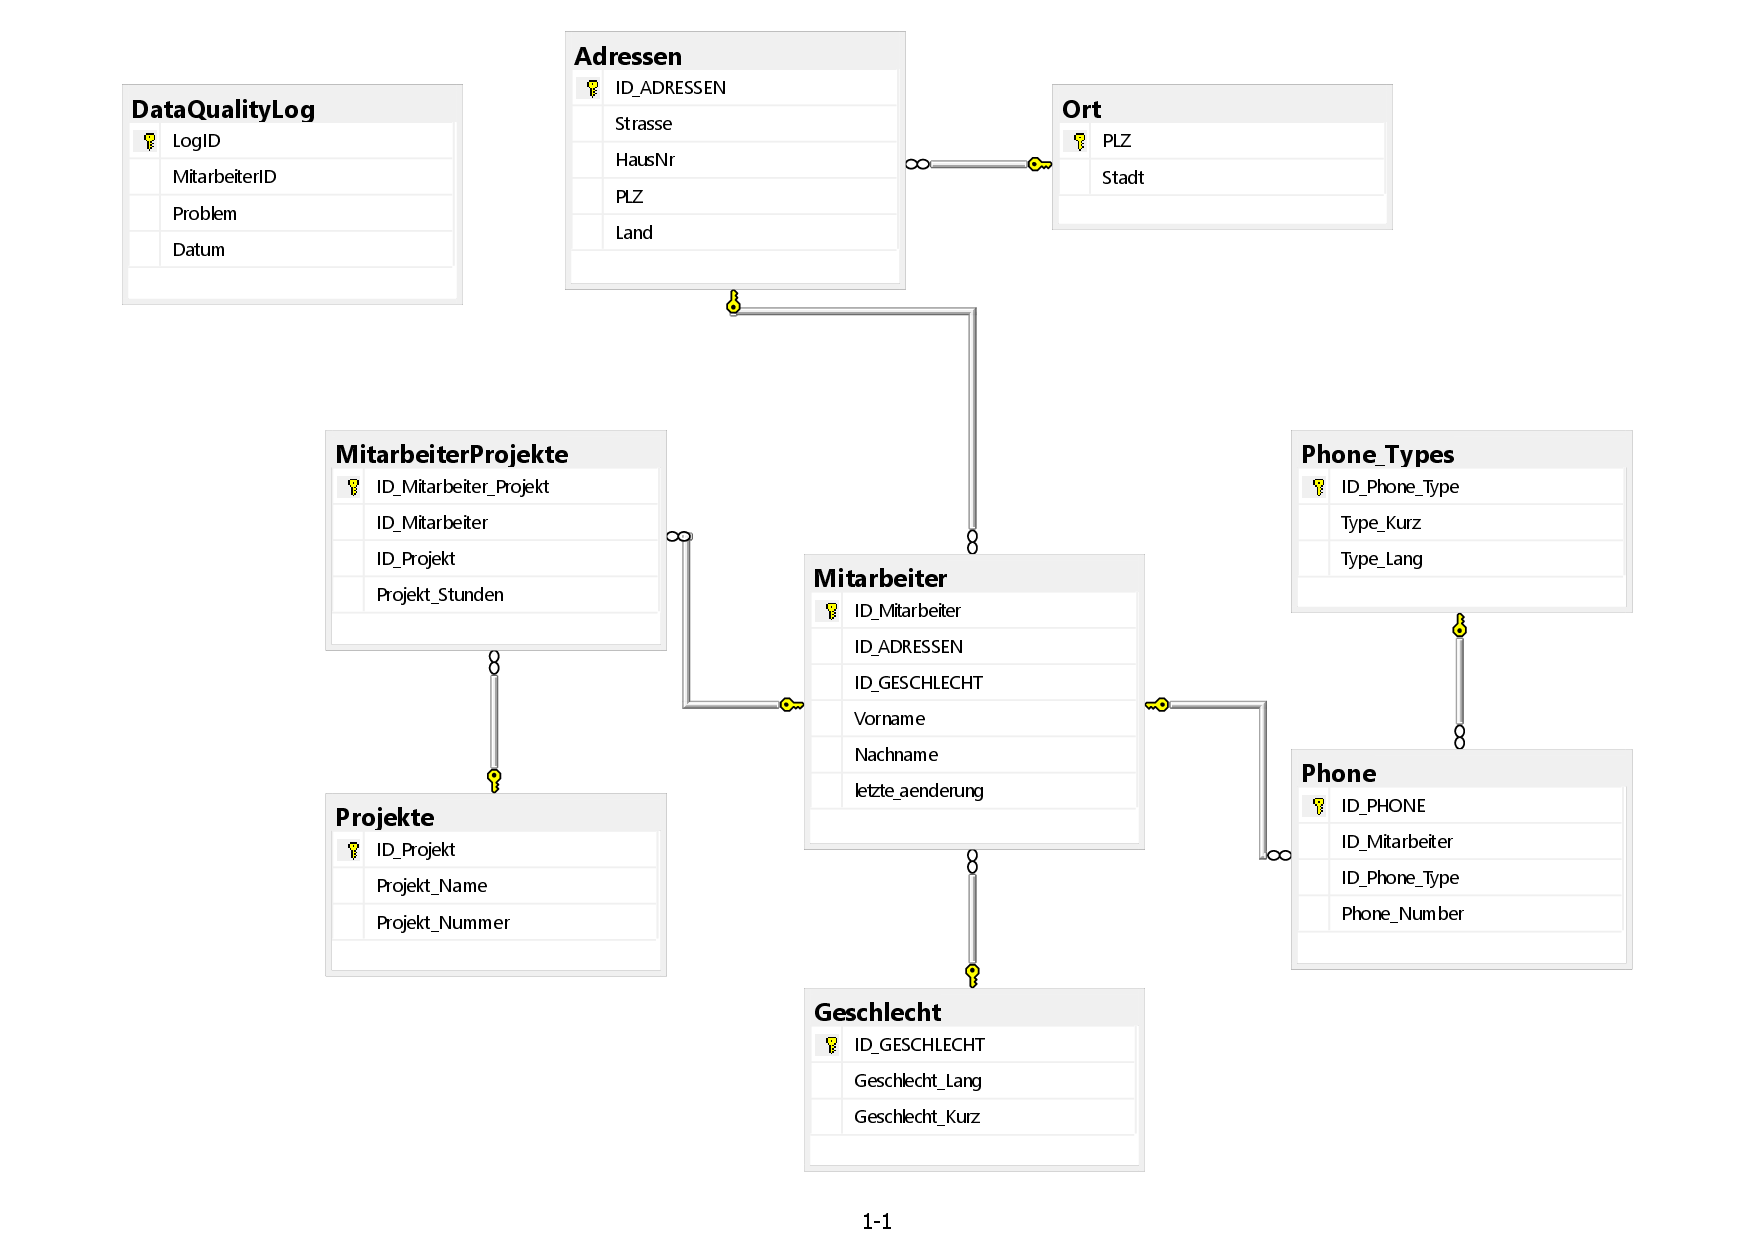 Adressen
ID_ADRESSEN
Strasse
HausNr
PLZ
Land
DataQualityLog
LogID
MitarbeiterID
Problem
Datum
Ort
PLZ
Stadt
MitarbeiterProjekte
ID_Mitarbeiter_Projekt
ID_Mitarbeiter
ID_Projekt
Projekt_Stunden
Phone_Types
ID_Phone_Type
Type_Kurz
Type_Lang
Mitarbeiter
ID_Mitarbeiter
ID_ADRESSEN
ID_GESCHLECHT
Vorname
Nachname
letzte_aenderung
Projekte
ID_Projekt
Projekt_Name
Projekt_Nummer
Phone
ID_PHONE
ID_Mitarbeiter
ID_Phone_Type
Phone_Number
Geschlecht
ID_GESCHLECHT
Geschlecht_Lang
Geschlecht_Kurz
1-1